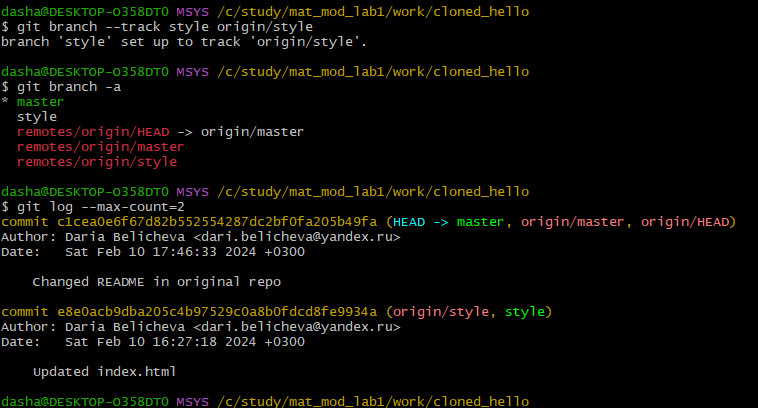 dasha@DESKTOP-O358DT0 MSYS /c/study/mat_mod_lab1/work/cloned_hello
$ git branch --track style origin/style
branch 'style' set up to track 'origin/style'.
dasha@DESKTOP-O358DT0 MSYS /c/study/mat_mod_lab1/work/cloned_hello
$ git branch -a
* master
  style
  remotes/origin/HEAD -> origin/master
  remotes/origin/master
  remotes/origin/style
dasha@DESKTOP-O358DT0 MSYS /c/study/mat_mod_lab1/work/cloned_hello
$ git log --max-count=2
commit c1cea0e6f67d82b552554287dc2bf0fa205b49fa (HEAD -> master, origin/master, origin/HEAD)
Author: Daria Belicheva <dari.belicheva@yandex.ru>
Date:   Sat Feb 10 17:46:33 2024 +0300
    Changed README in original repo
commit e8e0acb9dba205c4b97529c0a8b0fdcd8fe9934a (origin/style, style)
Author: Daria Belicheva <dari.belicheva@yandex.ru>
Date:   Sat Feb 10 16:27:18 2024 +0300
    Updated index.html
dasha@DESKTOP-O358DT0 MSYS /c/study/mat_mod_lab1/work/cloned_hello